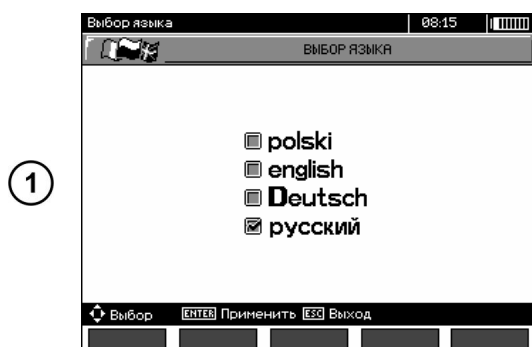 Выбор языка 08:15
ВЫБОР ЯЗЫКА
polski
english
Deutsch
русский
1
Выбор ENTER Применить ESC Выход